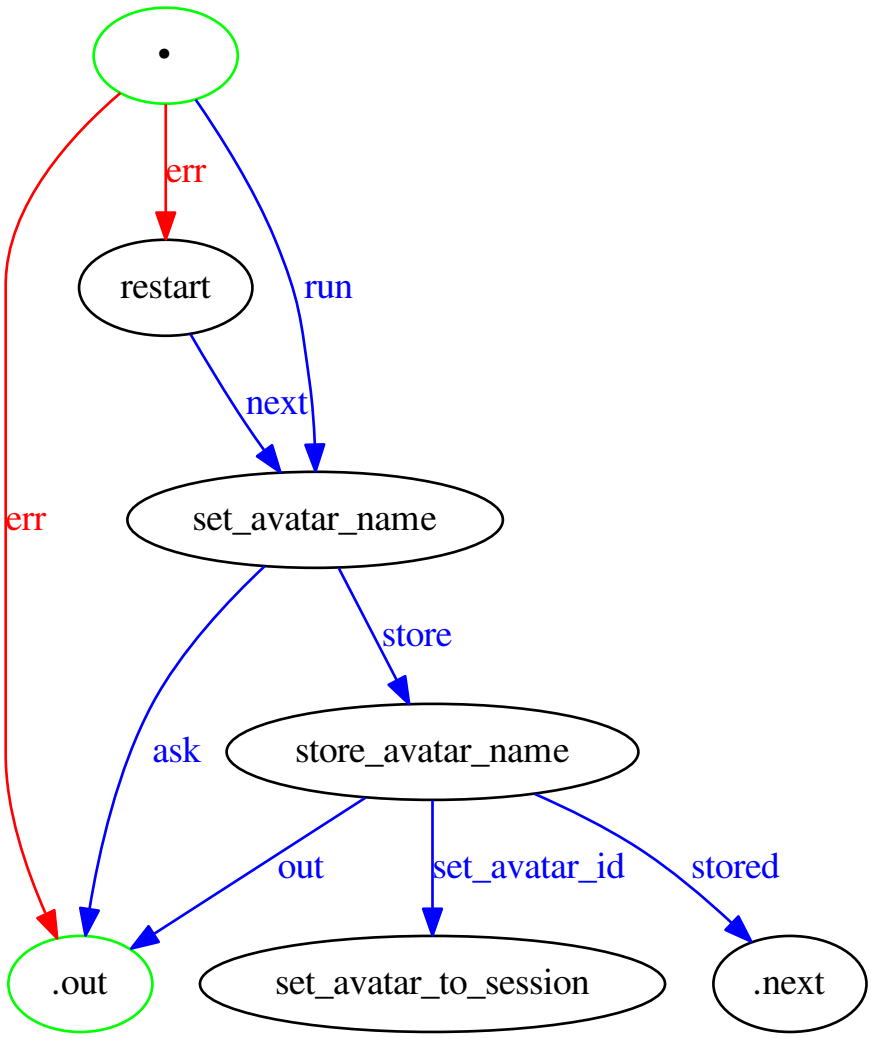 •
err
restart
run
next
err
set_avatar_name
store
ask
store_avatar_name
out
set_avatar_id
stored
.out
set_avatar_to_session
.next